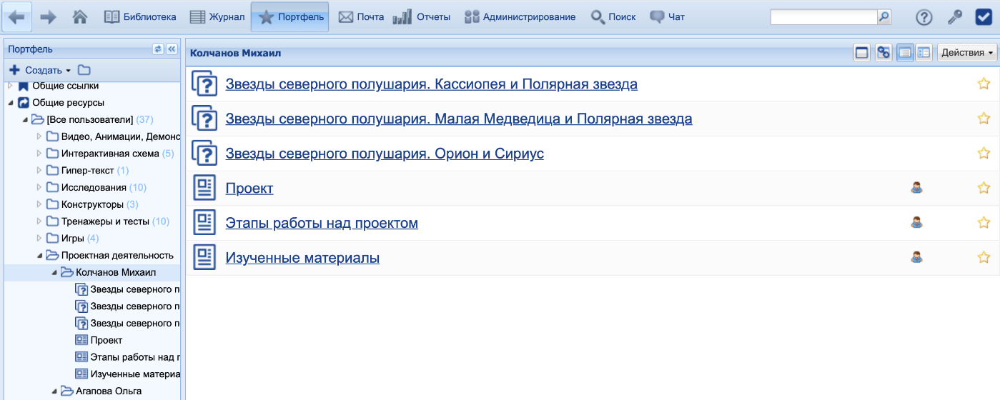 Библиотека Журнал Портфель Почта Отчеты Администрирование Поиск Чат
Портфель
Создать
Общие ссылки
Общие ресурсы
[Все пользователи] (37)
Видео, Анимации, Демонс
Интерактивная схема (5)
Гипер-текст (1)
Исследования (10)
Конструкторы (3)
Тренажеры и тесты (10)
Игры (4)
Проектная деятельность
Колчанов Михаил
Звезды северного п
Звезды северного п
Звезды северного п
Проект
Этапы работы над п
Изученные материа
Агапова Ольга
Колчанов Михаил
Действия
Звезды северного полушария. Кассиопея и Полярная звезда
Звезды северного полушария. Малая Медведица и Полярная звезда
Звезды северного полушария. Орион и Сириус
Проект
Этапы работы над проектом
Изученные материалы